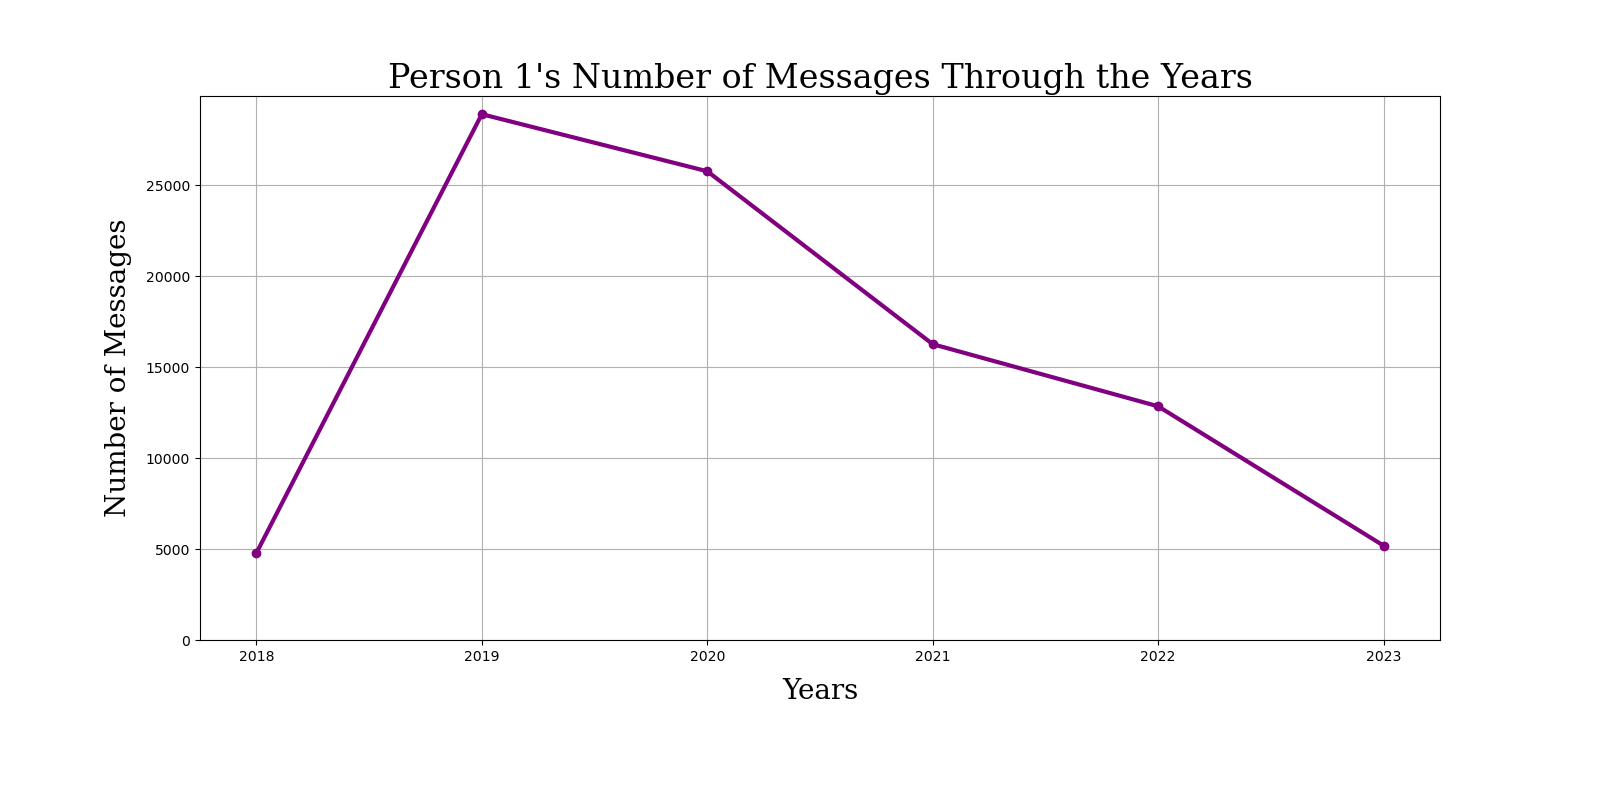 Person 1's Number of Messages Through the Years
Number of Messages
25000
20000
15000
10000
5000
0
2018 2019 2020 2021 2022 2023
Years